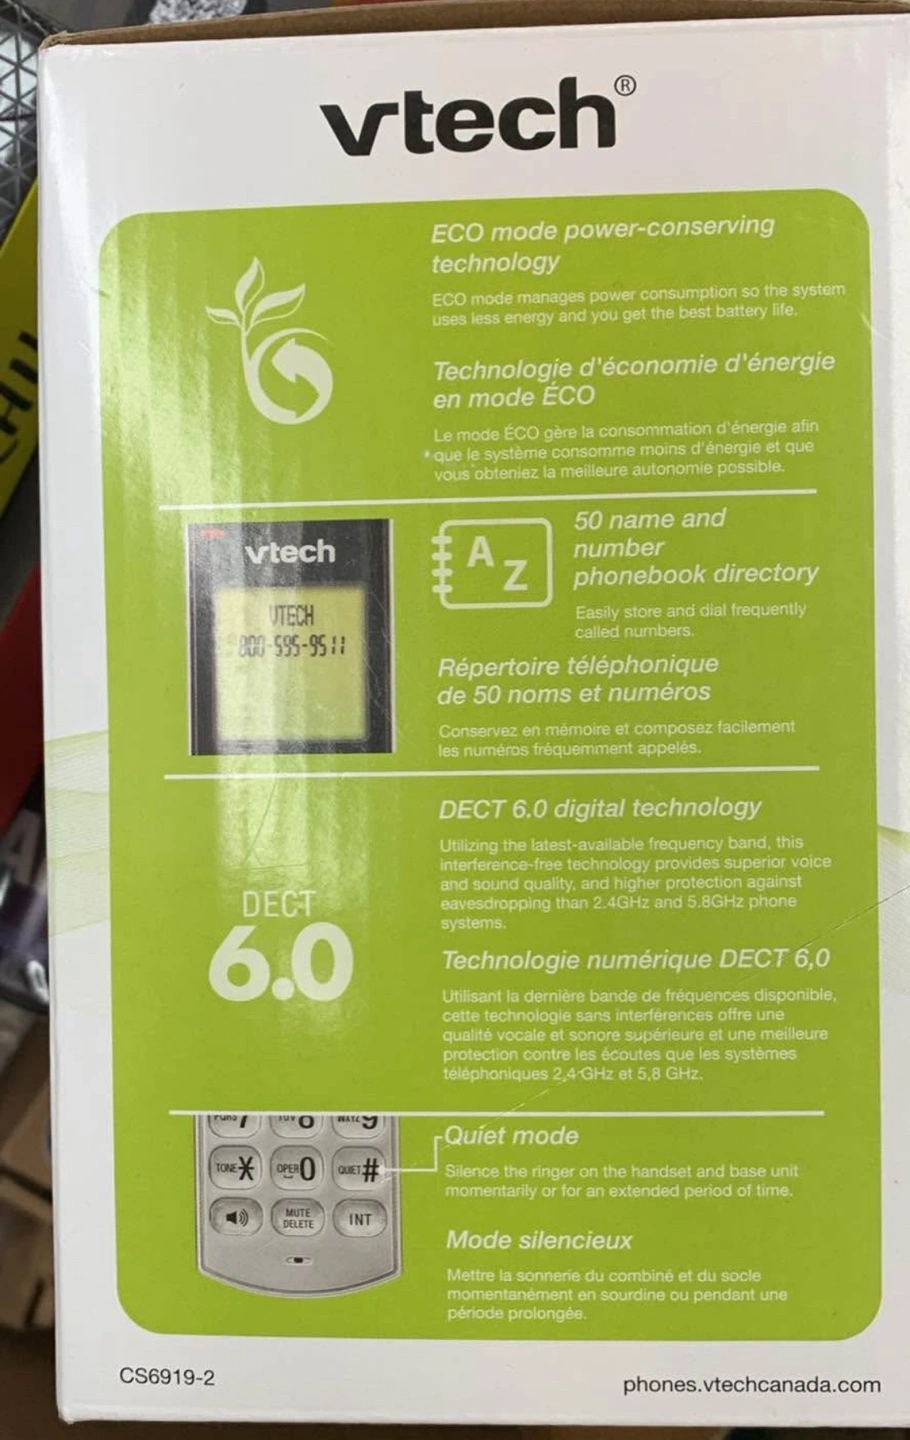 vtech®
ECO mode power-conserving
technology
ECO mode manages power consumption so the system
uses less energy and you get the best battery life.
Technologie d'économie d'énergie
en mode ÉCO
Le mode ÉCO gère la consommation d'énergie afin
que le système consomme moins d'énergie et que
vous obteniez la meilleure autonomie possible.
vtech
VTECH
800-595-9511
A
Z
50 name and
number
phonebook directory
Easily store and dial frequently
called numbers.
Répertoire téléphonique
de 50 noms et numéros
Conservez en mémoire et composez facilement
les numéros fréquemment appelés.
DECT
6.0
DECT 6.0 digital technology
Utilizing the latest-available frequency band, this
interference-free technology provides superior voice
and sound quality, and higher protection against
eavesdropping than 2.4GHz and 5.8GHz phone
systems.
Technologie numérique DECT 6,0
Utilisant la dernière bande de fréquences disponible,
cette technologie sans interférences offre une
qualité vocale et sonore supérieure et une meilleure
protection contre les écoutes que les systèmes
téléphoniques 2,4 GHz et 5,8 GHz.
PQRS7 TUV8 WXYZ9
TONE* OPER0 QUIET#
MUTE
DELETE
INT
Quiet mode
Silence the ringer on the handset and base unit
momentarily or for an extended period of time.
Mode silencieux
Mettre la sonnerie du combiné et du socle
momentanément en sourdine ou pendant une
période prolongée.
CS6919-2
phones.vtechcanada.com